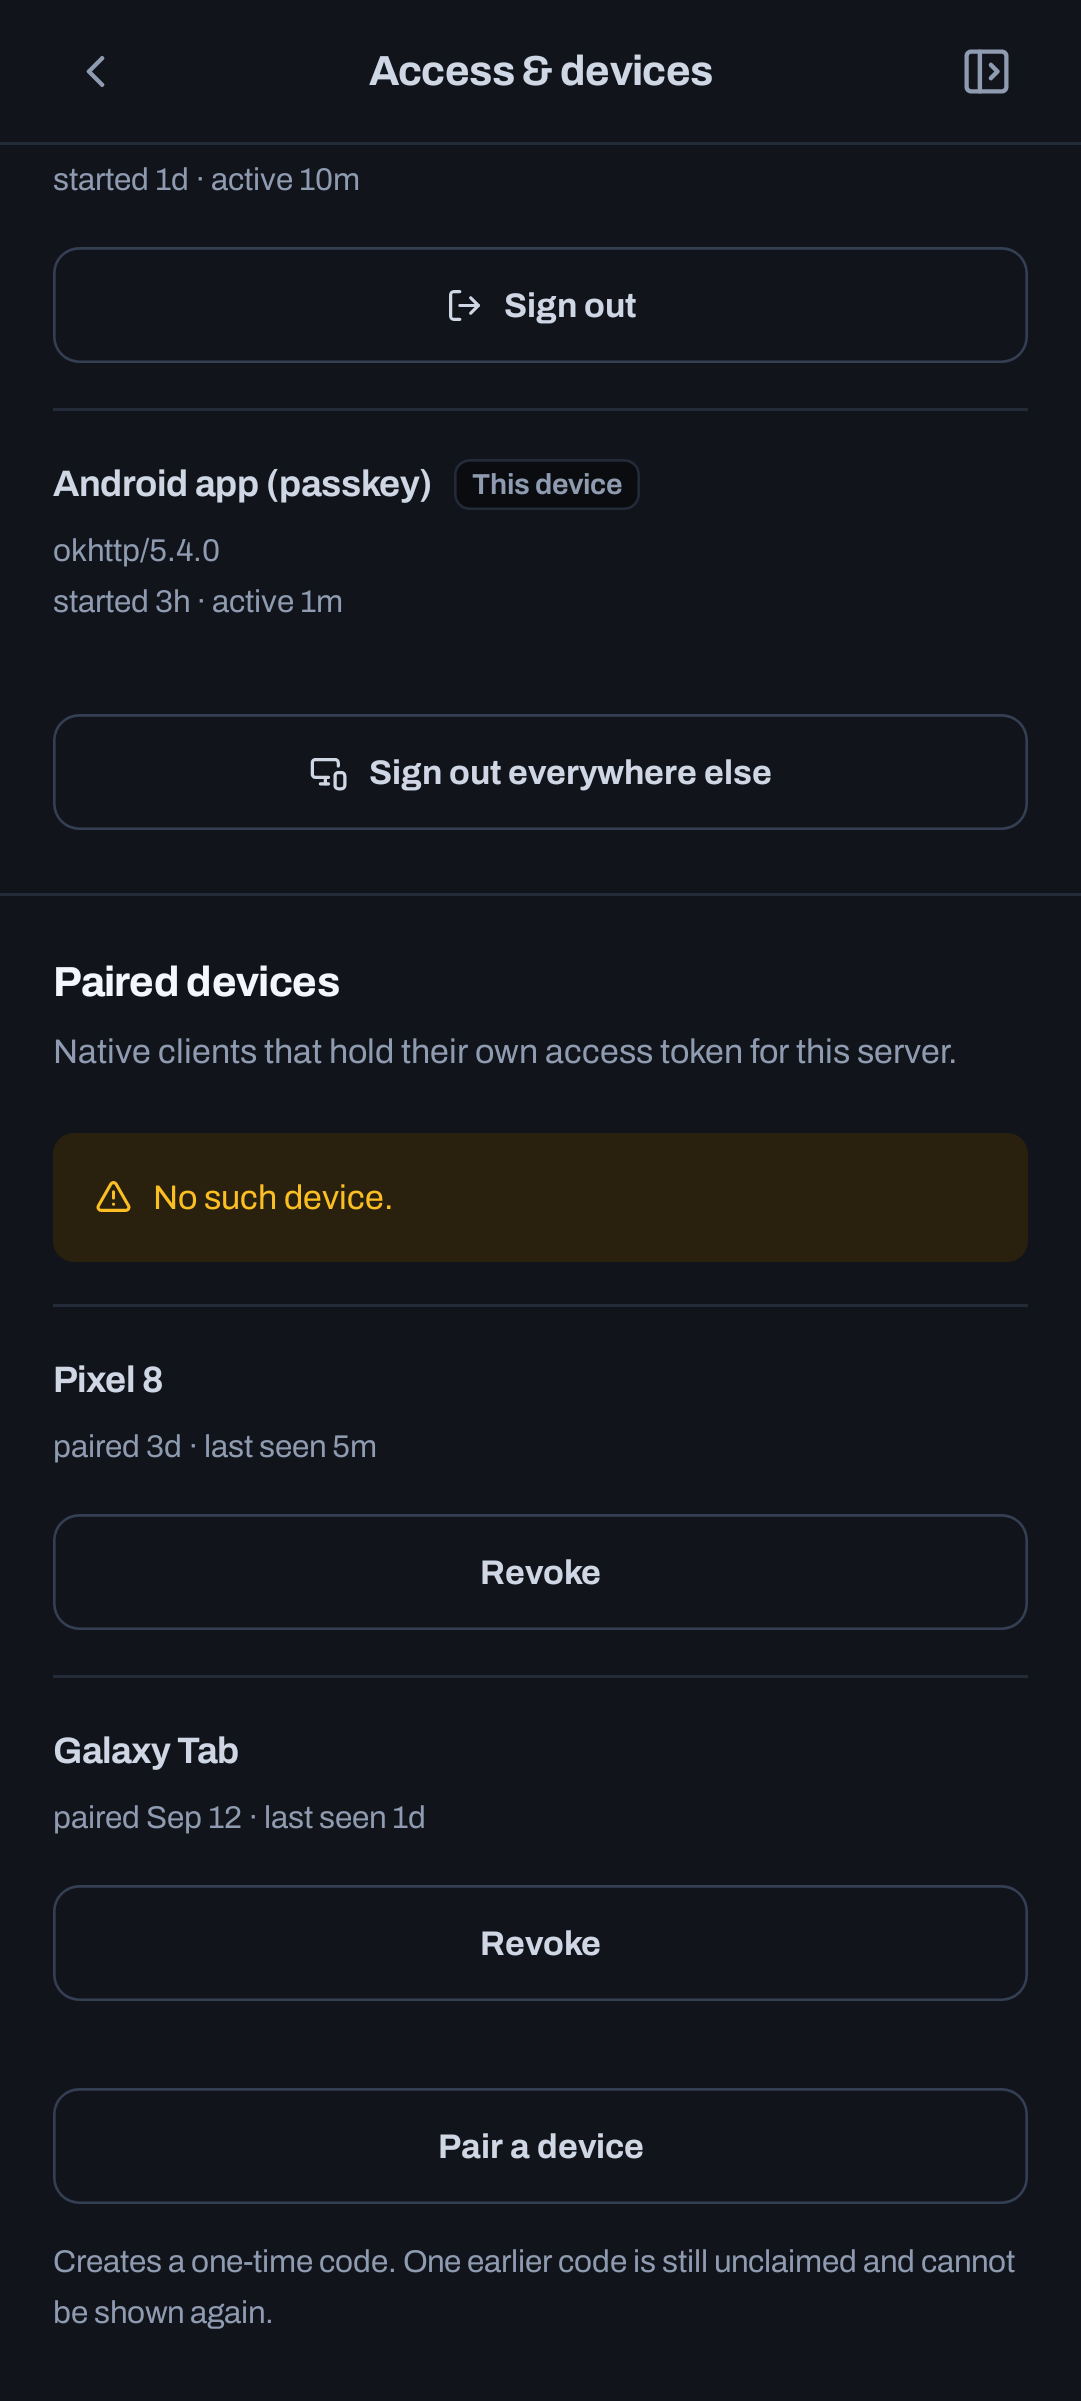 Access & devices
started 1d · active 10m
Sign out
Android app (passkey) This device
okhttp/5.4.0
started 3h · active 1m
Sign out everywhere else
Paired devices
Native clients that hold their own access token for this server.
No such device.
Pixel 8
paired 3d · last seen 5m
Revoke
Galaxy Tab
paired Sep 12 · last seen 1d
Revoke
Pair a device
Creates a one-time code. One earlier code is still unclaimed and cannot
be shown again.